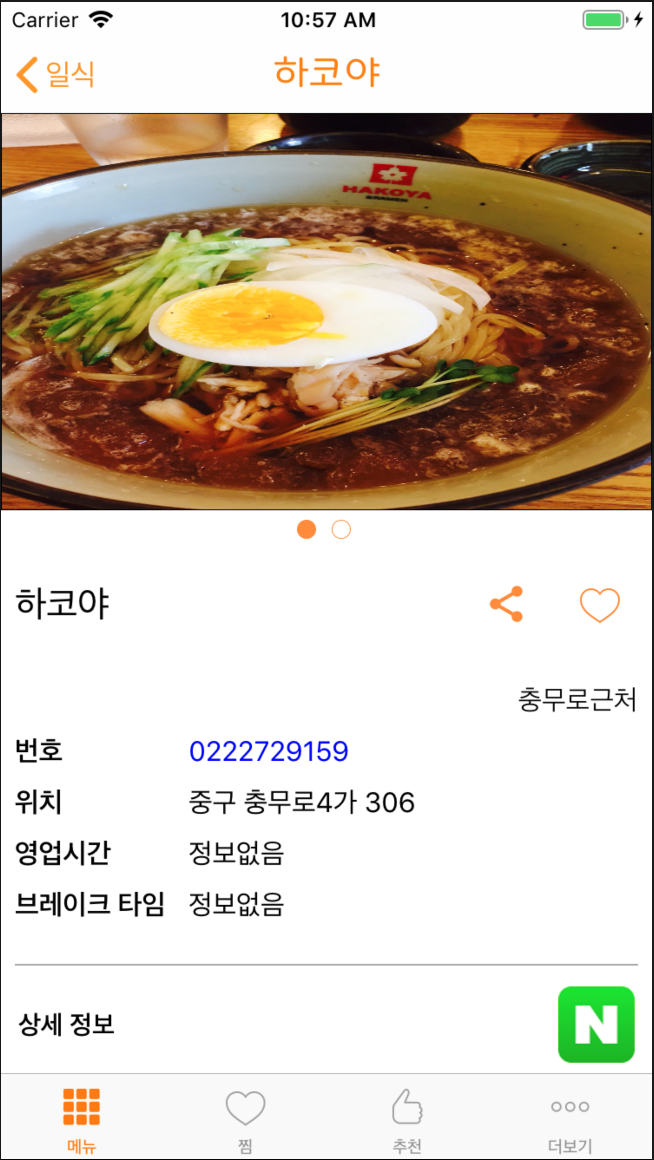 Carrier 10:57 AM
일식 하코야
HAKOYA
하코야
충무로근처
번호 0222729159
위치 중구 충무로4가 306
영업시간 정보없음
브레이크 타임 정보없음
상세 정보 N
메뉴 찜 추천 더보기